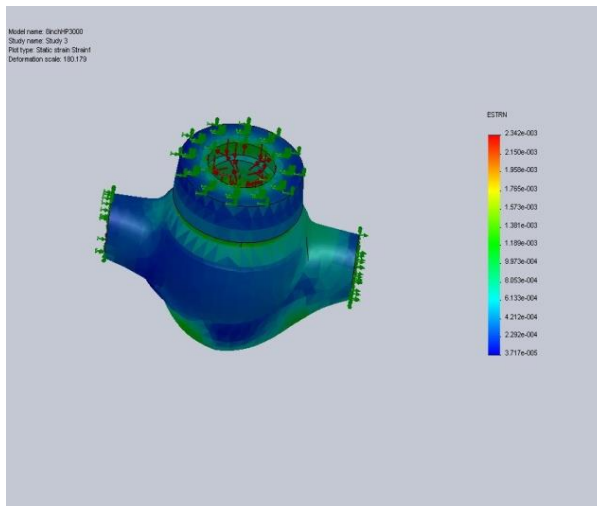 Model name: 8inchHP3000
Study name: Study 3
Plot type: Static strain Strain1
Deformation scale: 180.179
ESTRN
2.342e-003
2.150e-003
1.958e-003
1.765e-003
1.573e-003
1.381e-003
1.189e-003
9.973e-004
8.053e-004
6.133e-004
4.212e-004
2.292e-004
3.717e-005